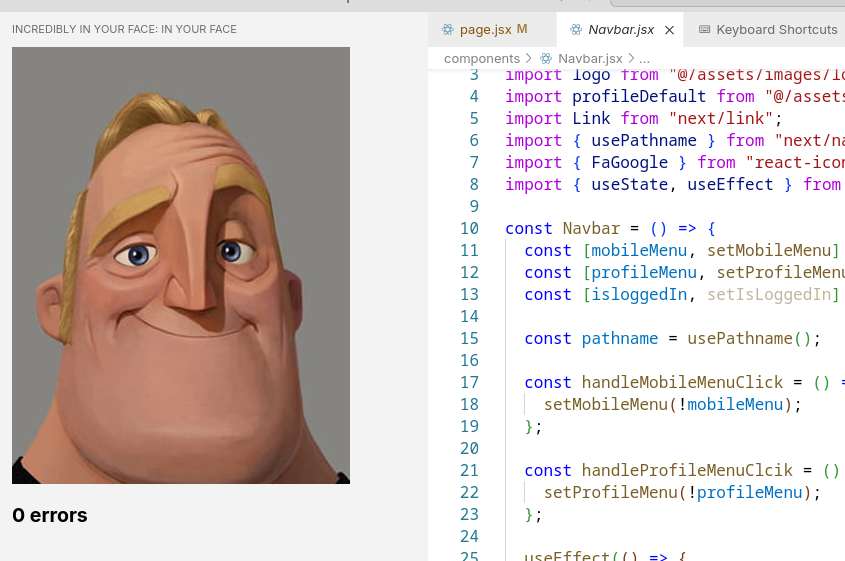 INCREDIBLY IN YOUR FACE: IN YOUR FACE
0 errors
page.jsx M
Navbar.jsx
Keyboard Shortcuts
components > Navbar.jsx > ...
3 import logo from "@/assets/images/lo
4 import profileDefault from "@/assets
5 import Link from "next/link";
6 import { usePathname } from "next/na
7 import { FaGoogle } from "react-icon
8 import { useState, useEffect } from
9
10 const Navbar = () => {
11 const [mobileMenu, setMobileMenu]
12 const [profileMenu, setProfileMenu
13 const [isloggedIn, setIsLoggedIn]
14
15 const pathname = usePathname();
16
17 const handleMobileMenuClick = () =
18 setMobileMenu(!mobileMenu);
19 };
20
21 const handleProfileMenuClcik = ()
22 setProfileMenu(!profileMenu);
23 };
24
25 useEffect(() => {